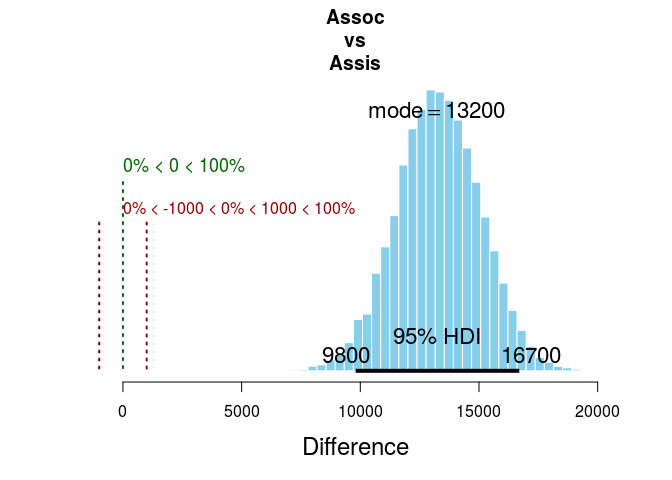 Assoc
vs
Assis
mode = 13200
0% < 0 < 100%
0% < -1000 < 0% < 1000 < 100%
95% HDI
9800 16700
0 5000 10000 15000 20000
Difference